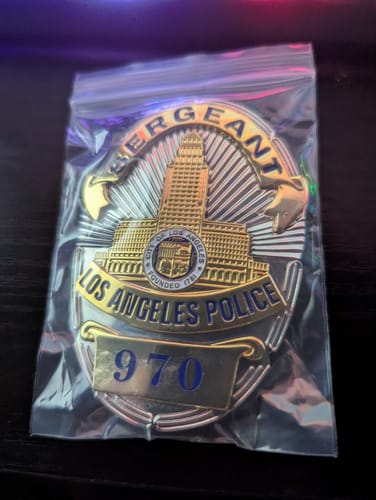 SERGEANT
CITY OF LOS ANGELES
FOUNDED 1781
LOS ANGELES POLICE
970